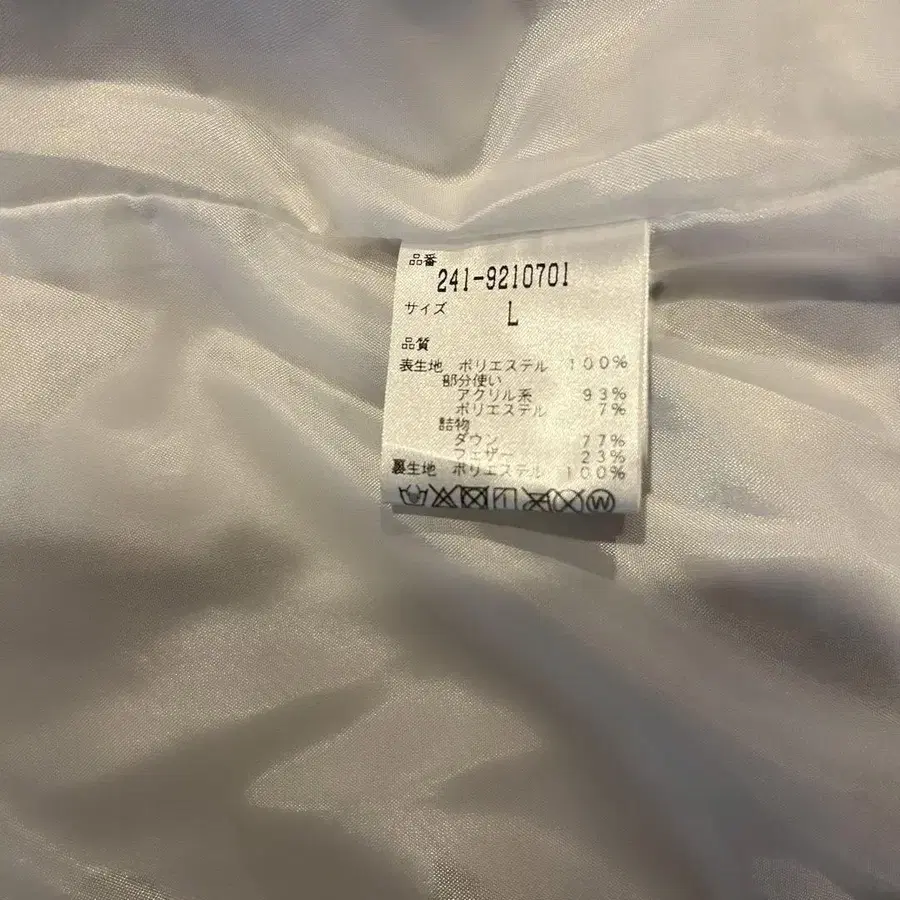 品番
241-9210701
サイズ L
品質
表生地 ポリエステル 100%
部分使い
アクリル系 93%
ポリエステル 7%
詰物
ダウン 77%
フェザー 23%
裏生地 ポリエステル 100%
W